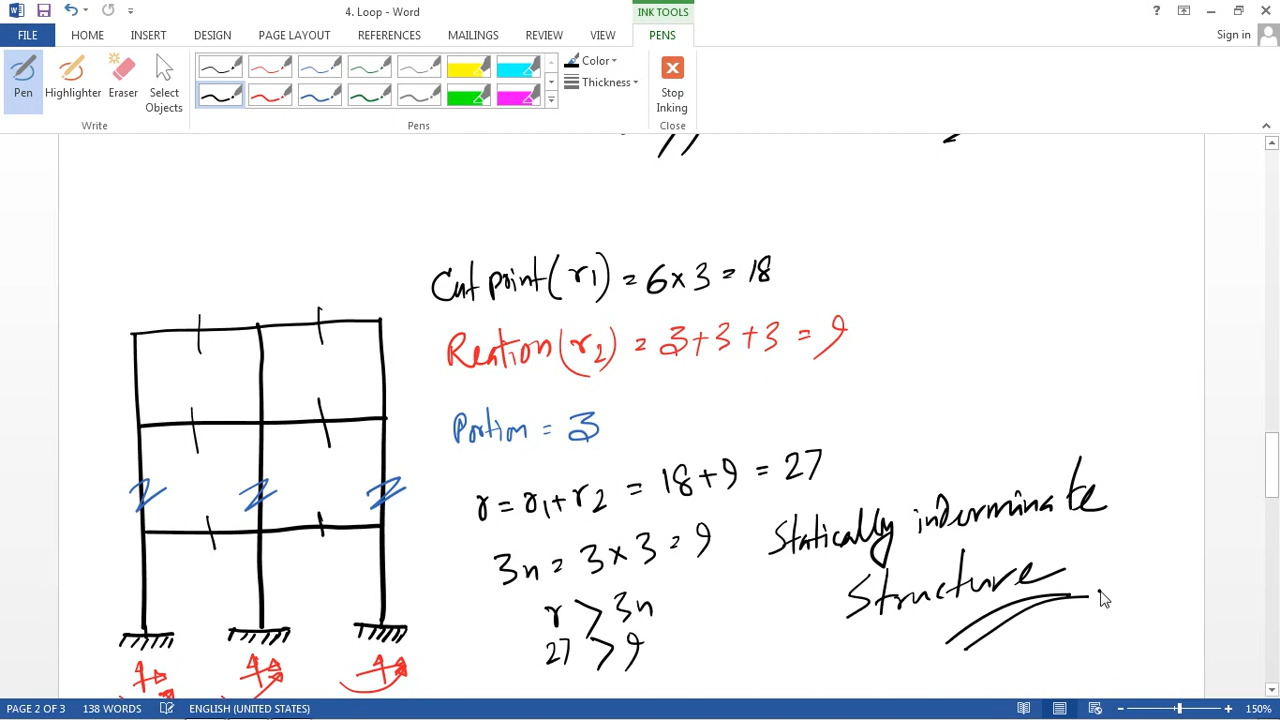 4. Loop - Word
INK TOOLS
?
FILE
HOME
INSERT
DESIGN
PAGE LAYOUT
REFERENCES
MAILINGS
REVIEW
VIEW
PENS
Sign in
Pen
Highlighter
Eraser
Select Objects
Color
Thickness
Stop Inking
Write
Pens
Close
Cut point (r1) = 6 x 3 = 18
Reation (r2) = 3+3+3 = 9
Portion = 3
r = r1 + r2 = 18 + 9 = 27
3n = 3 x 3 = 9
Statically inderminate
Structure
r > 3n
27 > 9
PAGE 2 OF 3
138 WORDS
ENGLISH (UNITED STATES)
150%